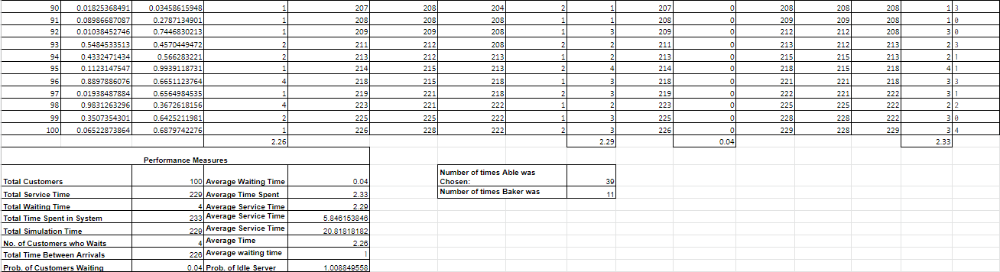 90 0.01825368491 0.03458615948 1 207 208 204 2 1 207 0 208 208 208 1 3
91 0.08986687087 0.2787134901 1 208 208 208 1 1 208 0 209 209 208 1 0
92 0.01038452746 0.7446830213 1 209 209 208 1 3 209 0 212 212 208 3 0
93 0.5484533513 0.4570449472 2 211 212 208 2 2 211 0 213 212 213 2 3
94 0.4332471434 0.566283221 2 213 212 213 1 2 213 0 215 215 213 2 1
95 0.1123147547 0.9939118731 1 214 215 213 2 4 214 0 218 215 218 4 1
96 0.8897886076 0.6651123764 4 218 215 218 1 3 218 0 221 221 218 3 3
97 0.01938487884 0.6564984535 1 219 221 218 2 3 219 0 222 221 222 3 1
98 0.9831263296 0.3672618156 4 223 221 222 1 2 223 0 225 225 222 2 2
99 0.3507354301 0.6425211981 2 225 225 222 1 3 225 0 228 228 222 3 0
100 0.06522873864 0.6879742276 1 226 228 222 2 3 226 0 229 228 229 3 4
2.26 2.29 0.04 2.33
Performance Measures
Number of times Able was
Total Customers 100 Average Waiting Time 0.04 Chosen: 39
Total Service Time 229 Average Time Spent 2.33 Number of times Baker was 11
Total Waiting Time 4 Average Service Time 2.29
Total Time Spent in System 233 Average Service Time 5.846153846
Total Simulation Time 229 Average Service Time 20.81818182
No. of Customers who Waits 4 Average Time 2.26
Total Time Between Arrivals 226 Average waiting time 1
Prob. of Customers Waiting 0.04 Prob. of Idle Server 1.008849558